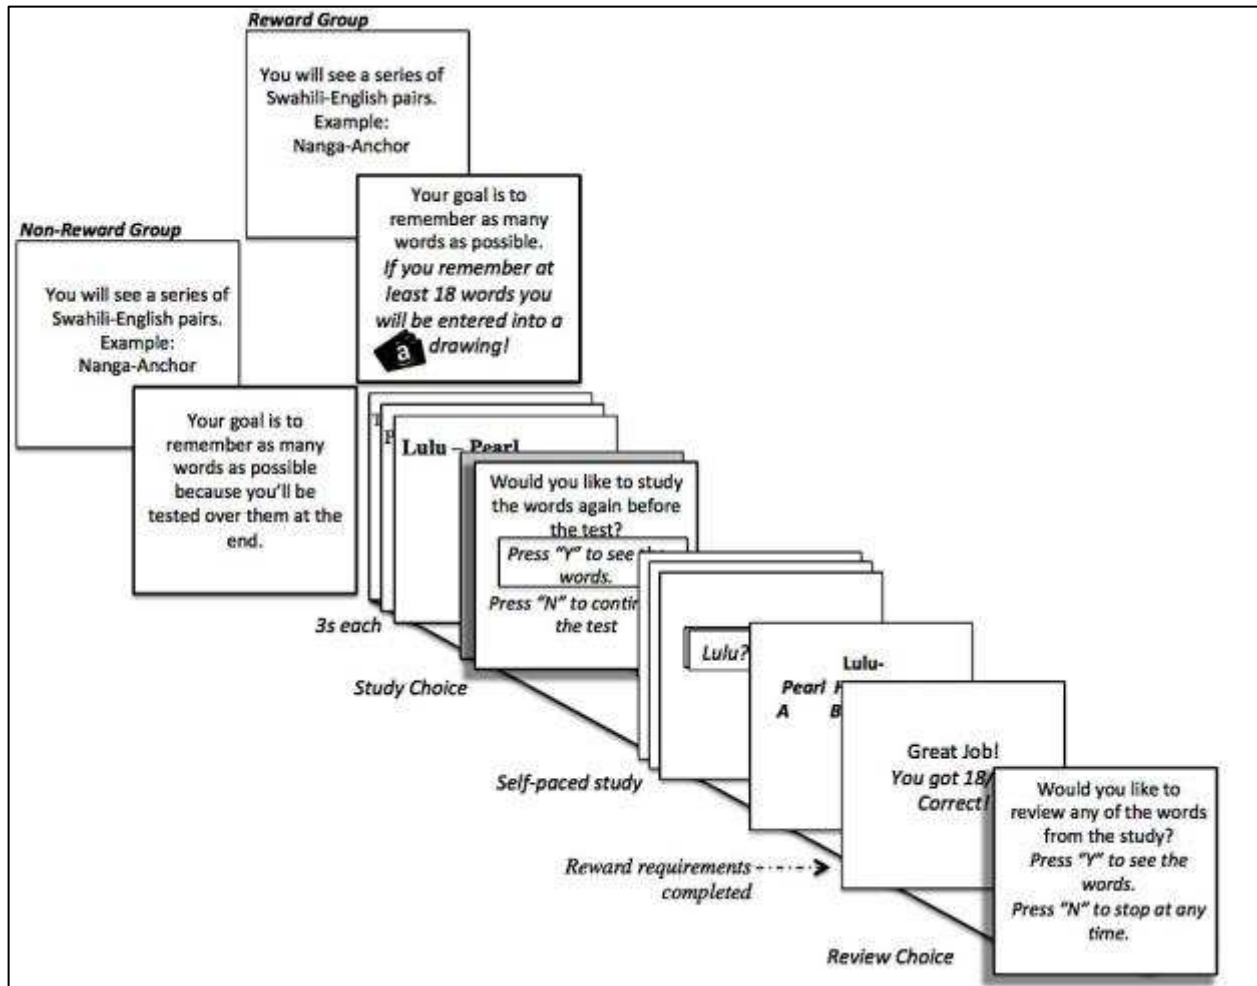 Reward Group
You will see a series of
Swahili-English pairs.
Example:
Nanga-Anchor
Your goal is to
remember as many
words as possible.
If you remember at
least 18 words you
will be entered into a
drawing!
a
Non-Reward Group
You will see a series of
Swahili-English pairs.
Example:
Nanga-Anchor
Your goal is to
remember as many
words as possible
because you'll be
tested over them at the
end.
Lulu – Pearl
3s each
Would you like to study
the words again before
the test?
Press "Y" to see the
words.
Press "N" to contin
the test
Study Choice
Lulu?
Self-paced study
Lulu-
Pearl
A B
Great Job!
You got 18/
Correct!
Reward requirements
completed
Would you like to
review any of the words
from the study?
Press "Y" to see the
words.
Press "N" to stop at any
time.
Review Choice